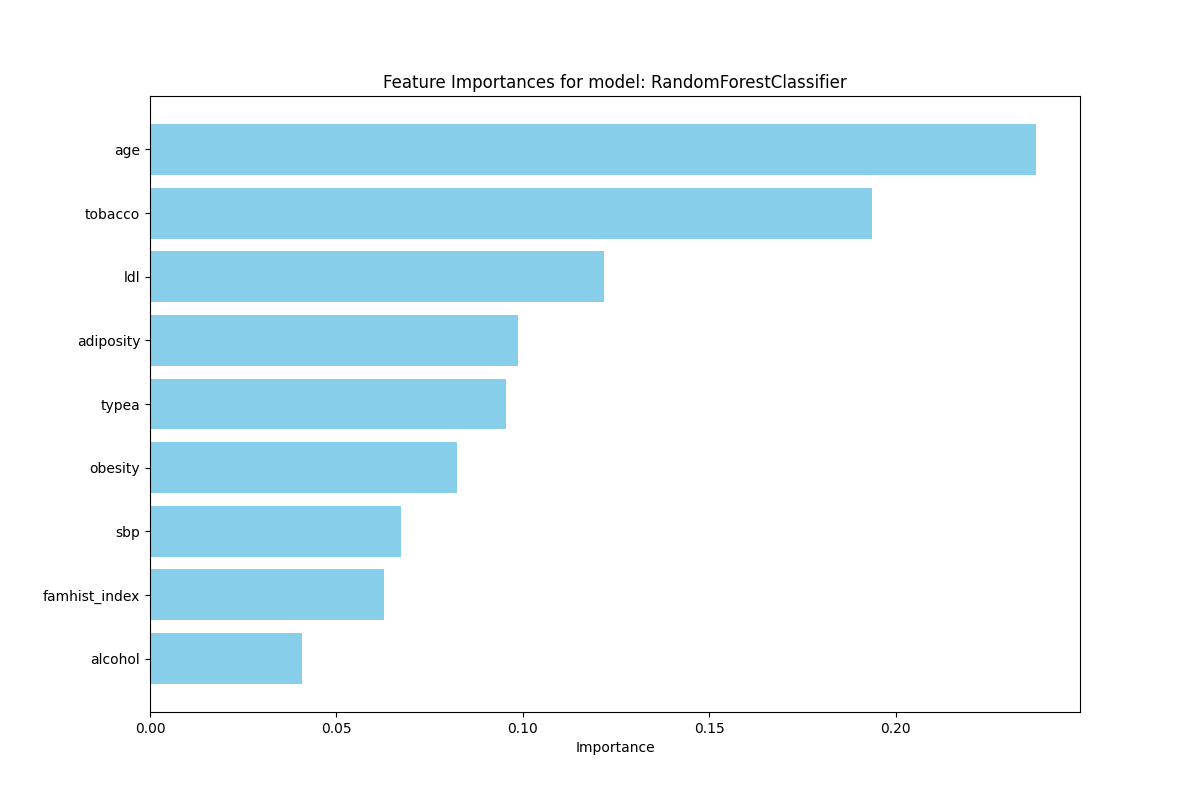 Feature Importances for model: RandomForestClassifier
age
tobacco
ldl
adiposity
typea
obesity
sbp
famhist_index
alcohol
0.00 0.05 0.10 0.15 0.20
Importance